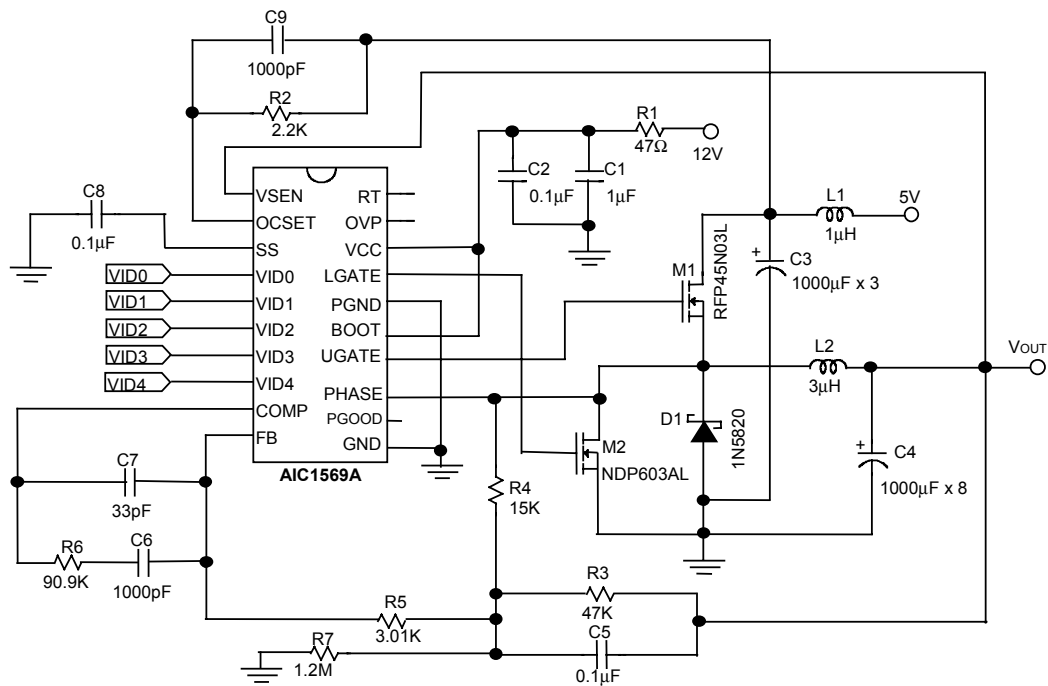 C9
1000pF
R2
2.2K
R1
47Ω
12V
C2
0.1µF
C1
1µF
C8
0.1µF
VSEN
OCSET
SS
VID0
VID1
VID2
VID3
VID4
COMP
FB
RT
OVP
VCC
LGATE
PGND
BOOT
UGATE
PHASE
PGOOD
GND
AIC1569A
VID0
VID1
VID2
VID3
VID4
L1
1µH
5V
M1
RFP45N03L
+
C3
1000µF x 3
L2
3µH
VOUT
D1
1N5820
M2
NDP603AL
+
C4
1000µF x 8
C7
33pF
R6
90.9K
C6
1000pF
R4
15K
R5
3.01K
R3
47K
C5
0.1µF
R7
1.2M